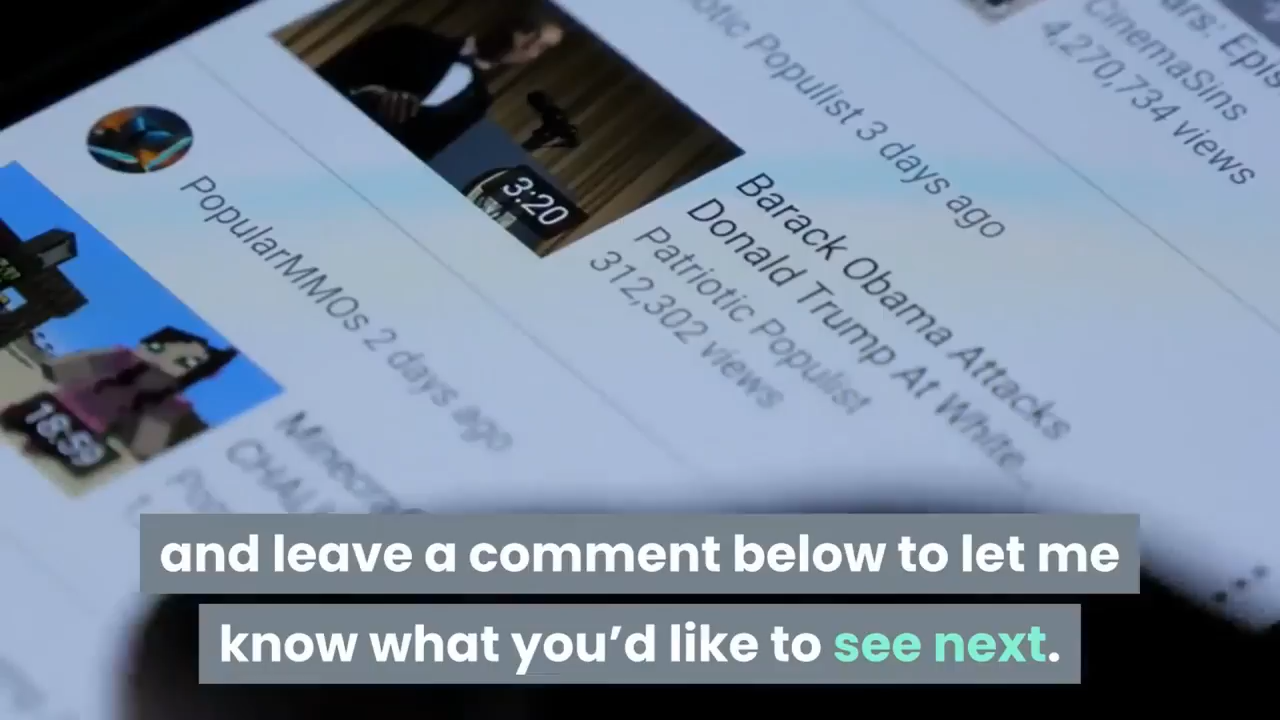 ars: Epis
CinemaSins
4,270,734 views
otic Populist 3 days ago
3:20
Barack Obama Attacks
Donald Trump At White...
Patriotic Populist
312,302 views
PopularMMOs 2 days ago
18:59
and leave a comment below to let me
know what you’d like to see next.